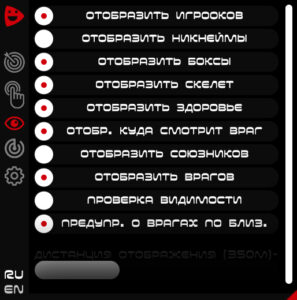 ОТОБРАЗИТЬ ИГРООКОВ
ОТОБРАЗИТЬ НИКНЕЙМЫ
ОТОБРАЗИТЬ БОКСЫ
ОТОБРАЗИТЬ СКЕЛЕТ
ОТОБРАЗИТЬ ЗДОРОВЬЕ
ОТОБР. КУДА СМОТРИТ ВРАГ
ОТОБРАЗИТЬ СОЮЗНИКОВ
ОТОБРАЗИТЬ ВРАГОВ
ПРОВЕРКА ВИДИМОСТИ
ПРЕДУПР. О ВРАГАХ ПО БЛИЗ.
ДИСТАНЦИЯ ОТОБРАЖЕНИЯ (350М)-
RU
EN